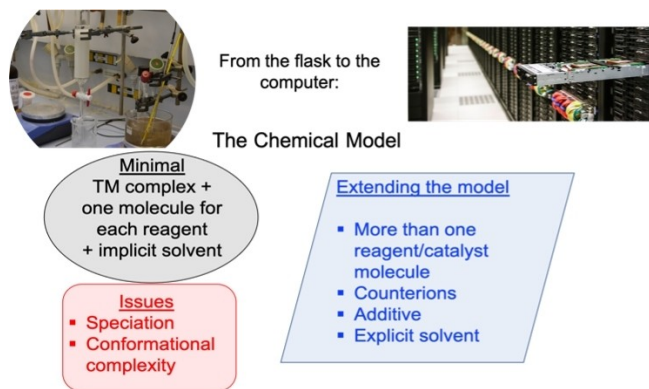 From the flask to the
computer:
The Chemical Model
Minimal
TM complex +
one molecule for
each reagent
+ implicit solvent
Issues
▪ Speciation
▪ Conformational
complexity
Extending the model
▪ More than one
reagent/catalyst
molecule
▪ Counterions
▪ Additive
▪ Explicit solvent